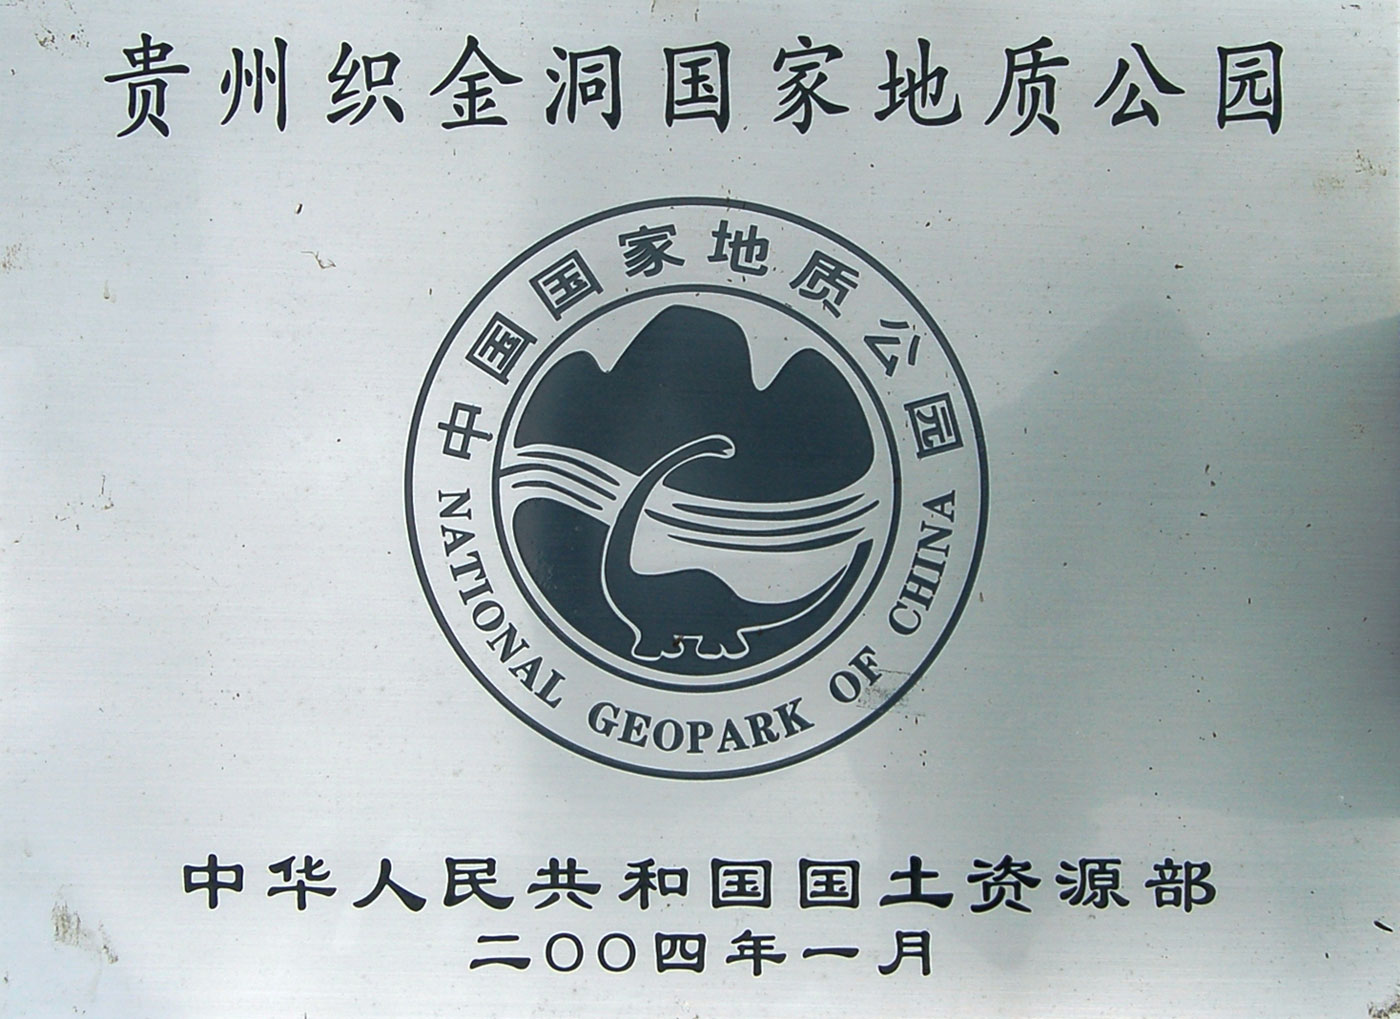 贵州织金洞国家地质公园
中国国家地质公园
NATIONAL GEOPARK OF CHINA
中华人民共和国国土资源部
二〇〇四年一月